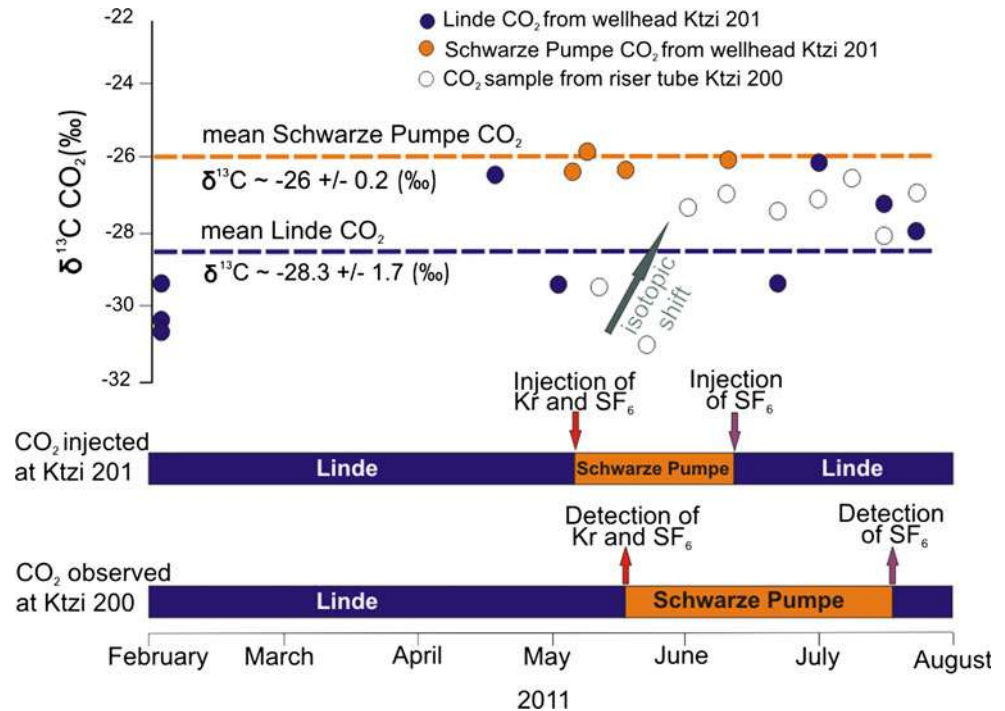 -22
-24
-26
-28
-30
-32
δ¹³C CO₂(‰)
Linde CO₂ from wellhead Ktzi 201
Schwarze Pumpe CO₂ from wellhead Ktzi 201
CO₂ sample from riser tube Ktzi 200
mean Schwarze Pumpe CO₂
δ¹³C ~ -26 +/- 0.2 (‰)
mean Linde CO₂
δ¹³C ~ -28.3 +/- 1.7 (‰)
isotopic
shift
Injection of
Kr and SF₆
Injection
of SF₆
CO₂ injected
at Ktzi 201
Linde
Schwarze Pumpe
Linde
Detection of
Kr and SF₆
Detection
of SF₆
CO₂ observed
at Ktzi 200
Linde
Schwarze Pumpe
February March April May June July August
2011